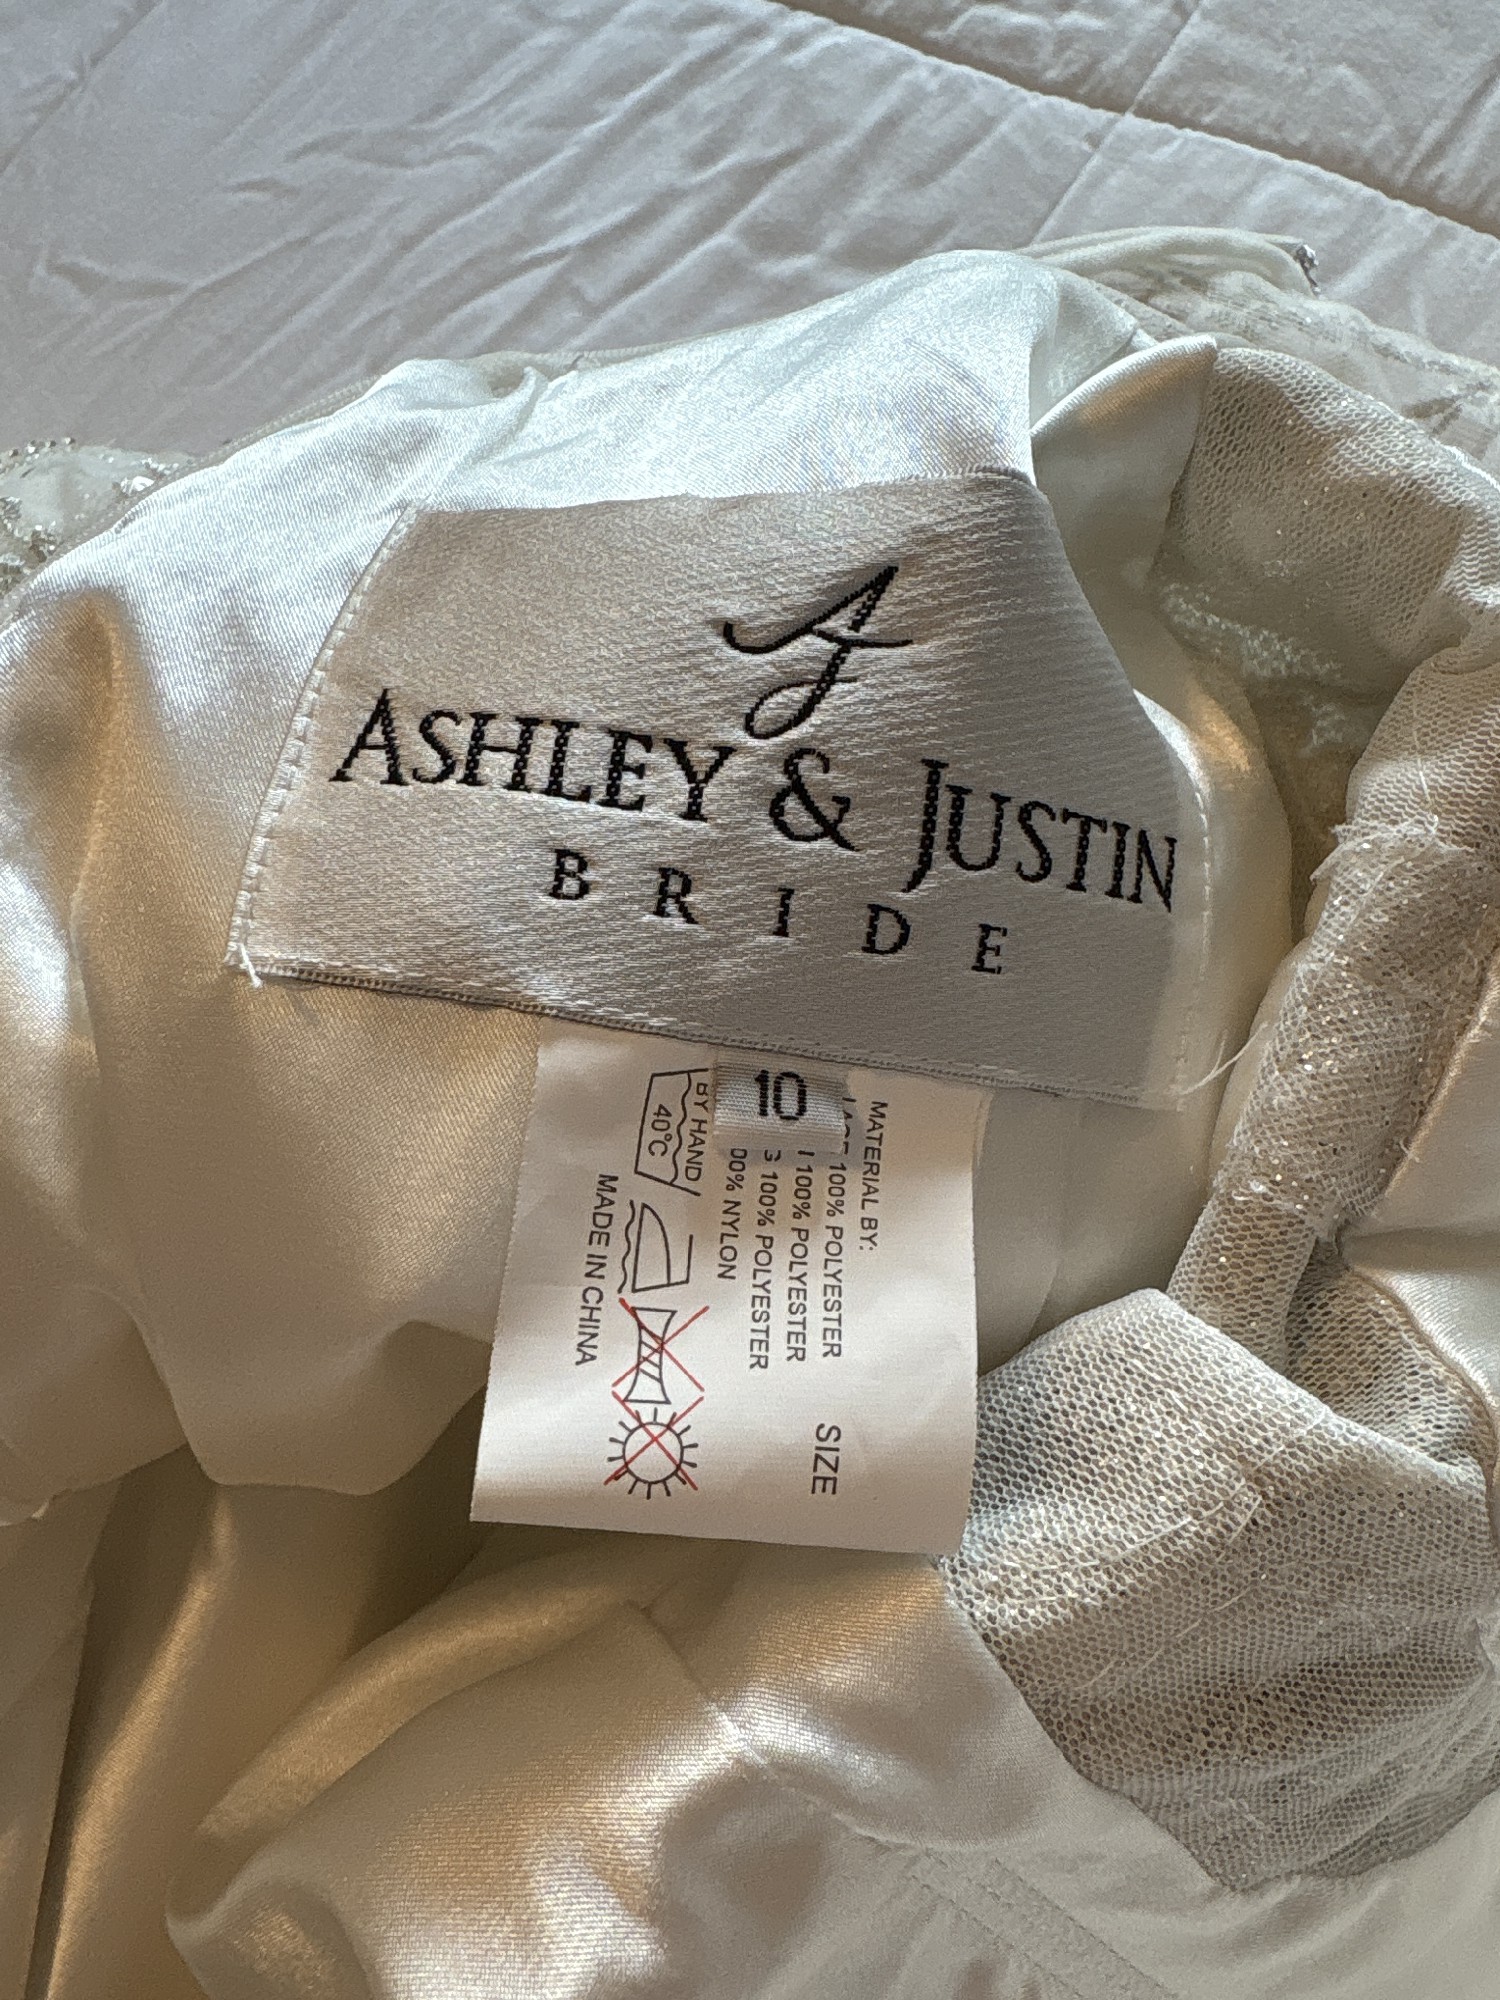 AJ
ASHLEY & JUSTIN
BRIDE
10
MATERIAL BY:
100% POLYESTER
100% POLYESTER
100% POLYESTER
00% NYLON
SIZE
BY HAND
40°C
MADE IN CHINA